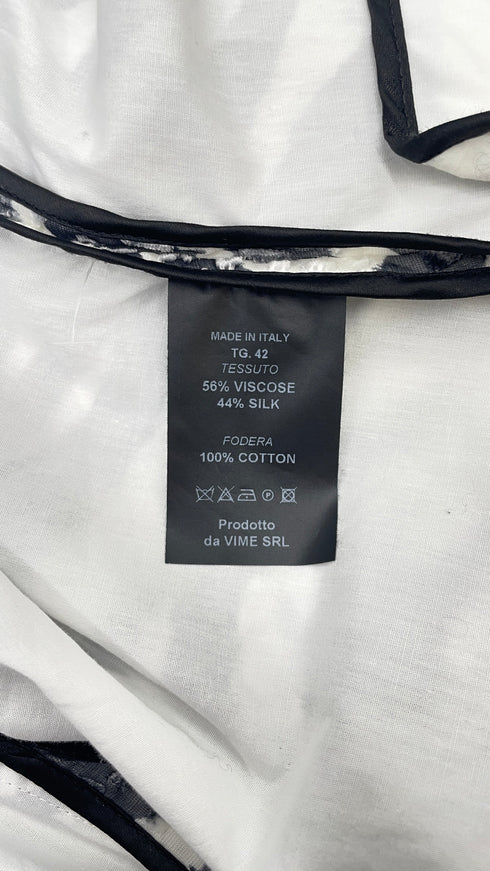 MADE IN ITALY
TG. 42
TESSUTO
56% VISCOSE
44% SILK
FODERA
100% COTTON
P
Prodotto
da VIME SRL